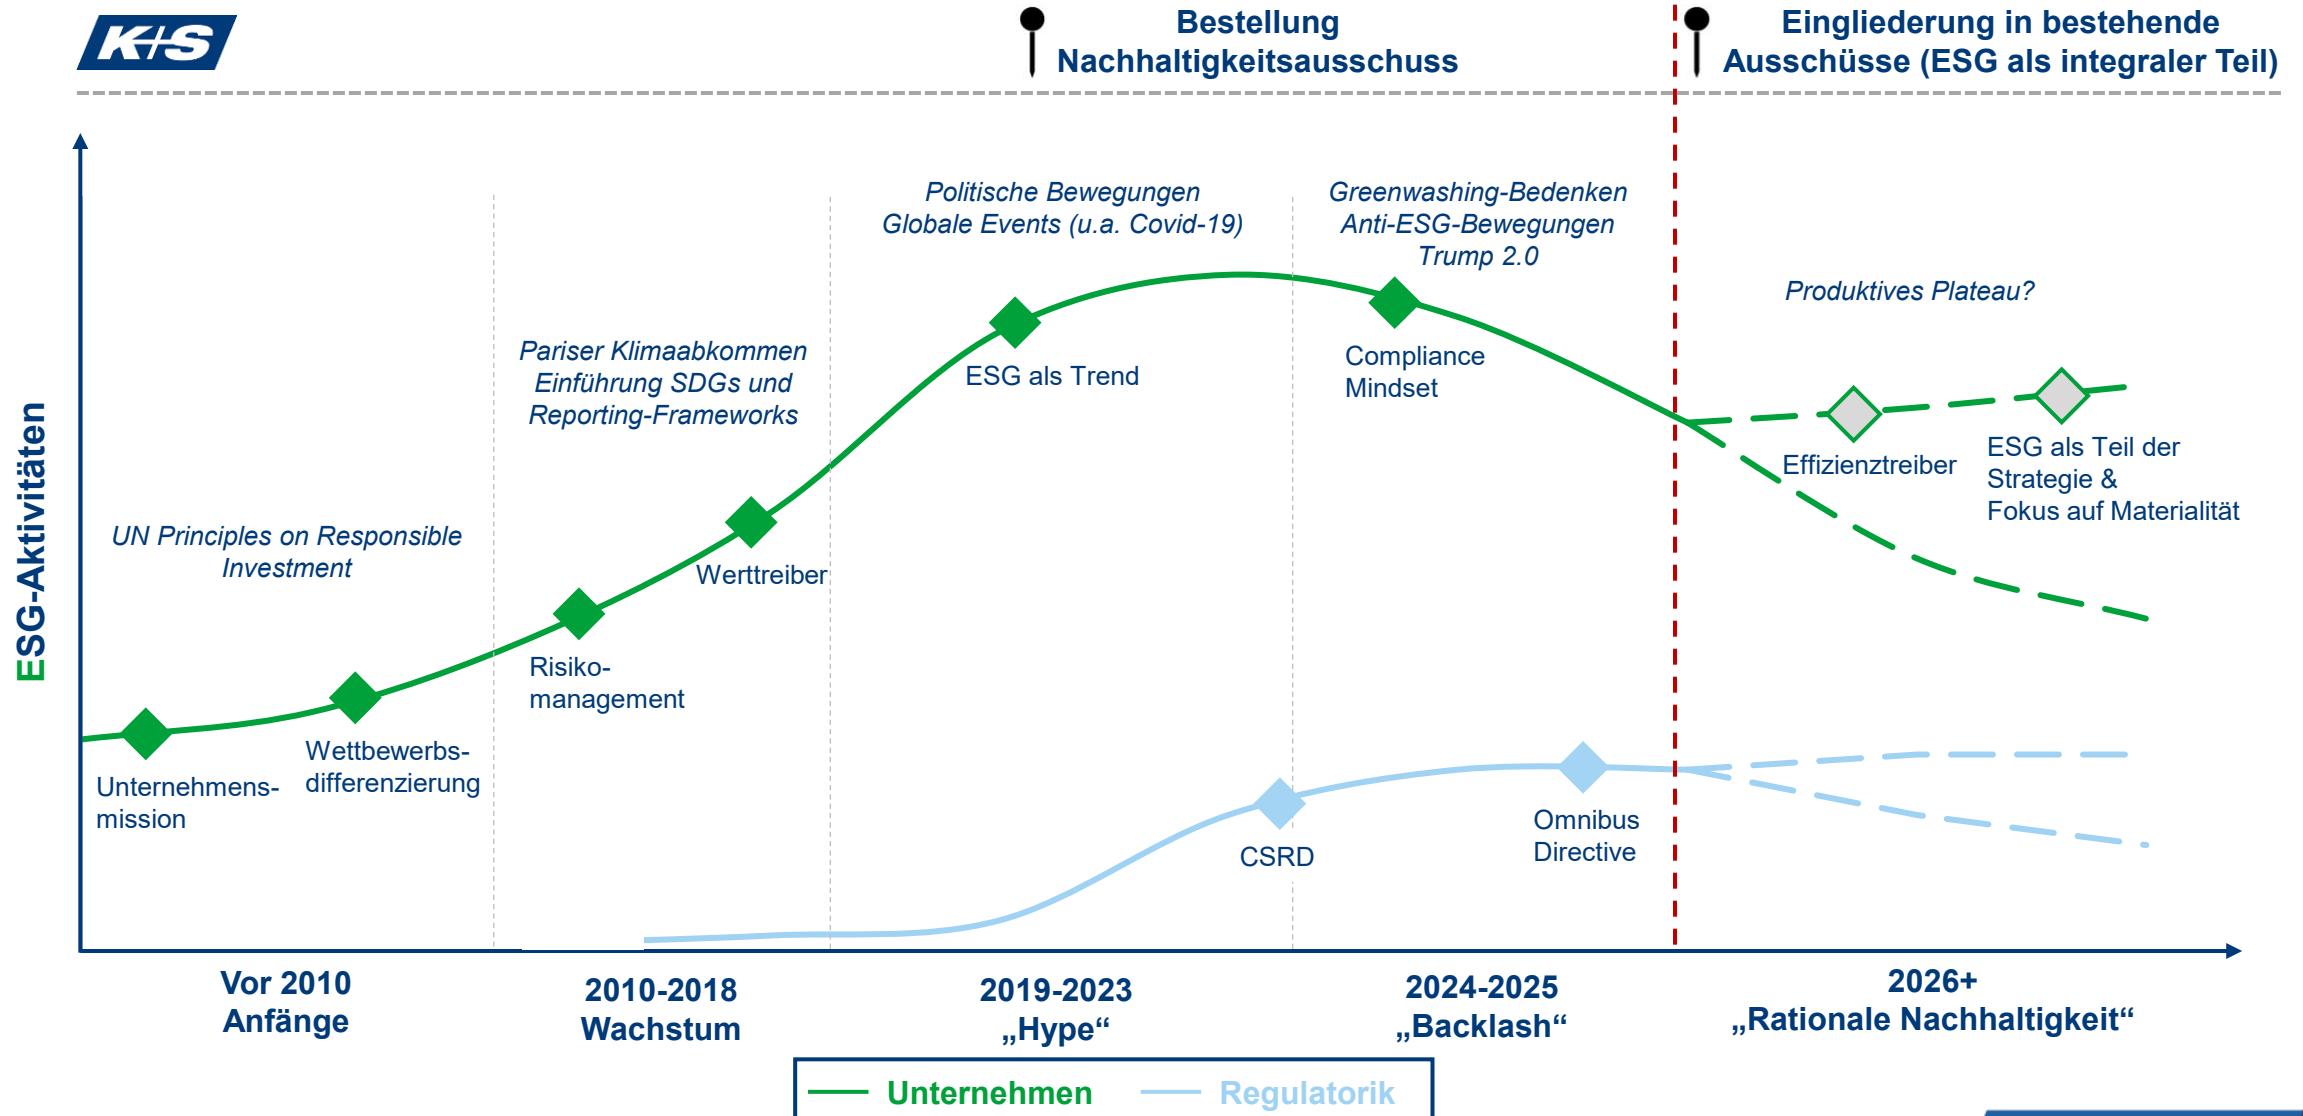 K+S
Bestellung
Nachhaltigkeitsausschuss
Eingliederung in bestehende
Ausschüsse (ESG als integraler Teil)
ESG-Aktivitäten
UN Principles on Responsible
Investment
Pariser Klimaabkommen
Einführung SDGs und
Reporting-Frameworks
Politische Bewegungen
Globale Events (u.a. Covid-19)
Greenwashing-Bedenken
Anti-ESG-Bewegungen
Trump 2.0
Produktives Plateau?
Unternehmens-
mission
Wettbewerbs-
differenzierung
Risiko-
management
Werttreiber
ESG als Trend
Compliance
Mindset
Effizienztreiber
ESG als Teil der
Strategie &
Fokus auf Materialität
CSRD
Omnibus
Directive
Vor 2010
Anfänge
2010-2018
Wachstum
2019-2023
„Hype“
2024-2025
„Backlash“
2026+
„Rationale Nachhaltigkeit“
Unternehmen
Regulatorik